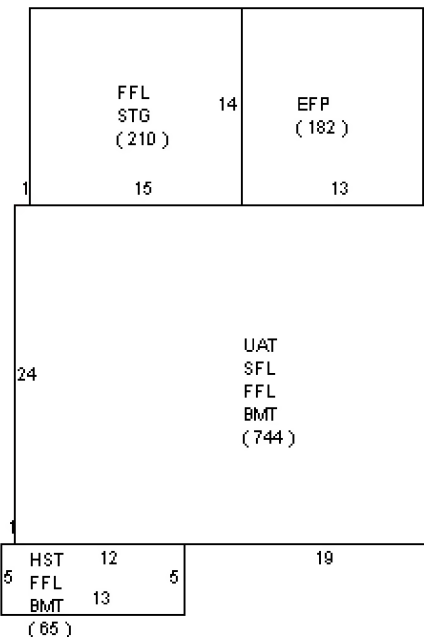 FFL
STG
( 210 )
14
EFP
( 182 )
1
15
13
24
UAT
SFL
FFL
BMT
( 744 )
1
HST
12
19
5
FFL
5
BMT
13
( 65 )